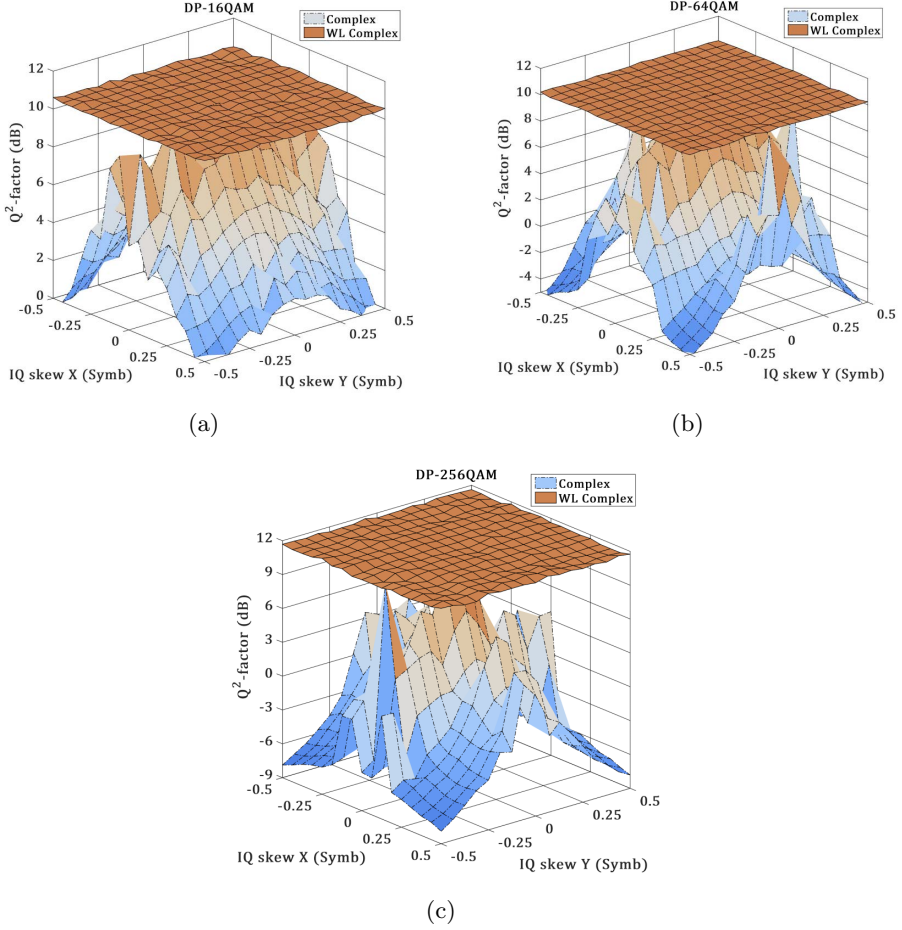 DP-16QAM
Complex
WL Complex
12
10
8
6
4
2
0
Q²-factor (dB)
-0.5
-0.25
0
0.25
0.5
IQ skew X (Symb)
-0.5
-0.25
0
0.25
0.5
IQ skew Y (Symb)
(a)
DP-64QAM
Complex
WL Complex
12
10
8
6
4
2
0
-2
-4
Q²-factor (dB)
-0.5
-0.25
0
0.25
0.5
IQ skew X (Symb)
-0.5
-0.25
0
0.25
0.5
IQ skew Y (Symb)
(b)
DP-256QAM
Complex
WL Complex
12
9
6
3
0
-3
-6
-9
Q²-factor (dB)
-0.5
-0.25
0
0.25
0.5
IQ skew X (Symb)
-0.5
-0.25
0
0.25
0.5
IQ skew Y (Symb)
(c)